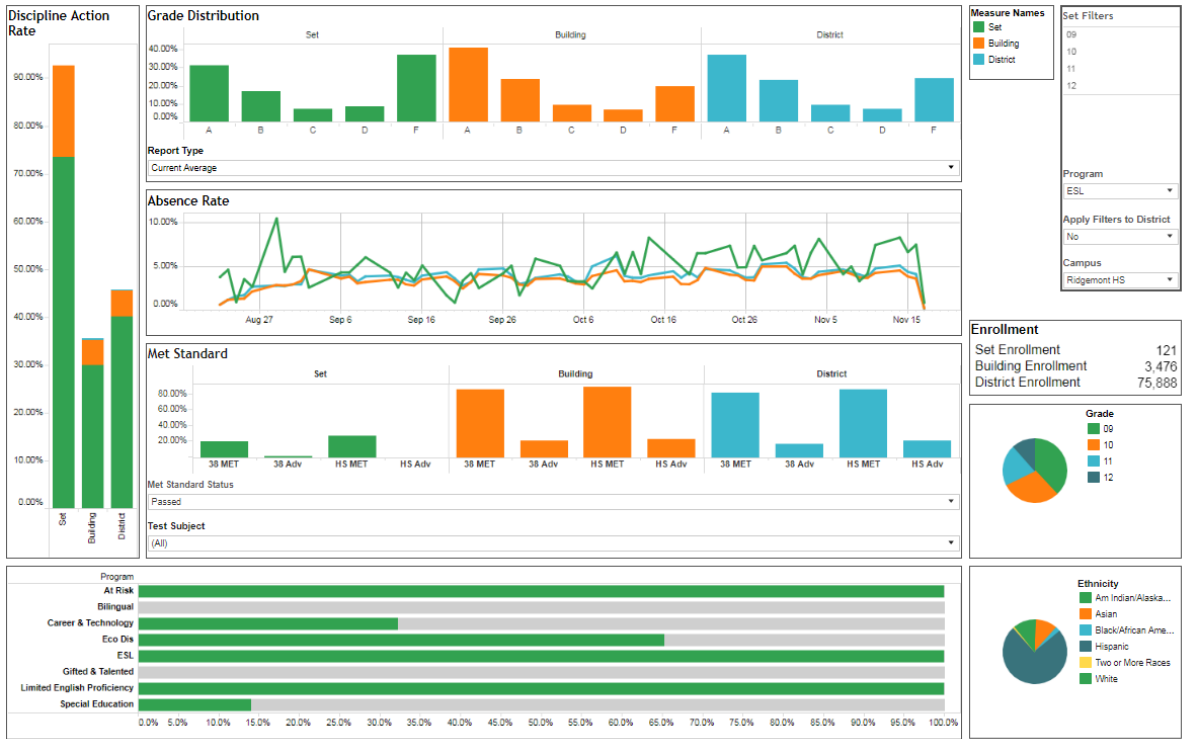 Discipline Action
Rate
90.00%
80.00%
70.00%
60.00%
50.00%
40.00%
30.00%
20.00%
10.00%
0.00%
Set
Building
District
Grade Distribution
Set Building District
40.00%
30.00%
20.00%
10.00%
0.00%
A B C D F A B C D F A B C D F
Report Type
Current Average
Absence Rate
10.00%
5.00%
0.00%
Aug 27 Sep 6 Sep 16 Sep 26 Oct 6 Oct 16 Oct 26 Nov 5 Nov 15
Met Standard
Set Building District
80.00%
60.00%
40.00%
20.00%
38 MET 38 Adv HS MET HS Adv 38 MET 38 Adv HS MET HS Adv 38 MET 38 Adv HS MET HS Adv
Met Standard Status
Passed
Test Subject
(All)
Measure Names
Set
Building
District
Set Filters
09
10
11
12
Program
ESL
Apply Filters to District
No
Campus
Ridgemont HS
Enrollment
Set Enrollment 121
Building Enrollment 3,476
District Enrollment 75,888
Grade
09
10
11
12
Program
At Risk
Bilingual
Career & Technology
Eco Dis
ESL
Gifted & Talented
Limited English Proficiency
Special Education
0.0% 5.0% 10.0% 15.0% 20.0% 25.0% 30.0% 35.0% 40.0% 45.0% 50.0% 55.0% 60.0% 65.0% 70.0% 75.0% 80.0% 85.0% 90.0% 95.0% 100.0%
Ethnicity
Am Indian/Alaska...
Asian
Black/African Ame...
Hispanic
Two or More Races
White